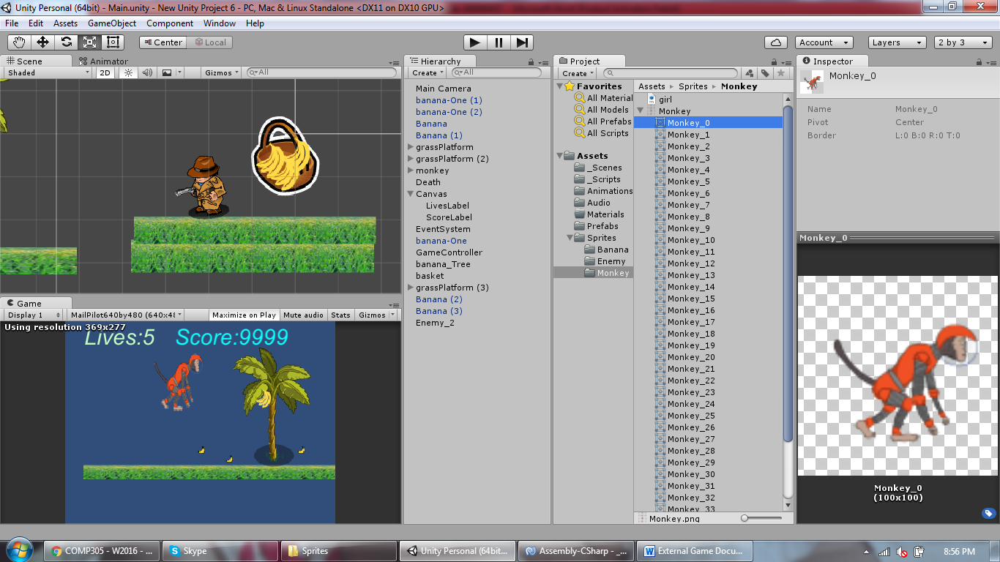 Unity Personal (64bit) - Main.unity - New Unity Project 6 - PC, Mac & Linux Standalone <DX11 on DX10 GPU>
File Edit Assets GameObject Component Window Help
Center Local Account Layers 2 by 3
Scene Animator
Shaded 2D Gizmos All
Game
Display 1 MailPilot640by480 (640x48 Maximize on Play Mute audio Stats Gizmos
Using resolution 369x277
Lives:5 Score:9999
Hierarchy
Create All
Main Camera
banana-One (1)
banana-One (2)
Banana
Banana (1)
grassPlatform
grassPlatform (2)
monkey
Death
Canvas
LivesLabel
ScoreLabel
EventSystem
banana-One
GameController
banana_Tree
basket
grassPlatform (3)
Banana (2)
Banana (3)
Enemy_2
Project
Create
Favorites
All Material
All Models
All Prefabs
All Scripts
Assets
_Scenes
_Scripts
Animations
Audio
Materials
Prefabs
Sprites
Banana
Enemy
Monkey
Assets Sprites Monkey
girl
Monkey
Monkey_0
Monkey_1
Monkey_2
Monkey_3
Monkey_4
Monkey_5
Monkey_6
Monkey_7
Monkey_8
Monkey_9
Monkey_10
Monkey_11
Monkey_12
Monkey_13
Monkey_14
Monkey_15
Monkey_16
Monkey_17
Monkey_18
Monkey_19
Monkey_20
Monkey_21
Monkey_22
Monkey_23
Monkey_24
Monkey_25
Monkey_26
Monkey_27
Monkey_28
Monkey_29
Monkey_30
Monkey_31
Monkey_32
Monkey_33
Monkey.png
Inspector
Monkey_0
Name Monkey_0
Pivot Center
Border L:0 B:0 R:0 T:0
Monkey_0
Monkey_0
(100x100)
COMP305 - W2016 - ... Skype Sprites Unity Personal (64bit... Assembly-CSharp - _... External Game Docu... 8:56 PM